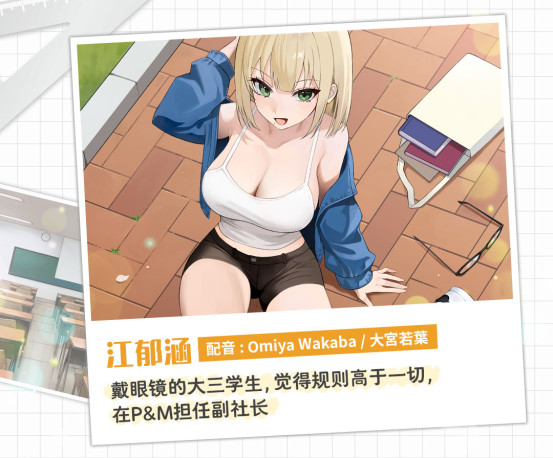 江郁涵
配音 : Omiya Wakaba / 大宮若葉
戴眼镜的大三学生, 觉得规则高于一切,
在P&M担任副社长